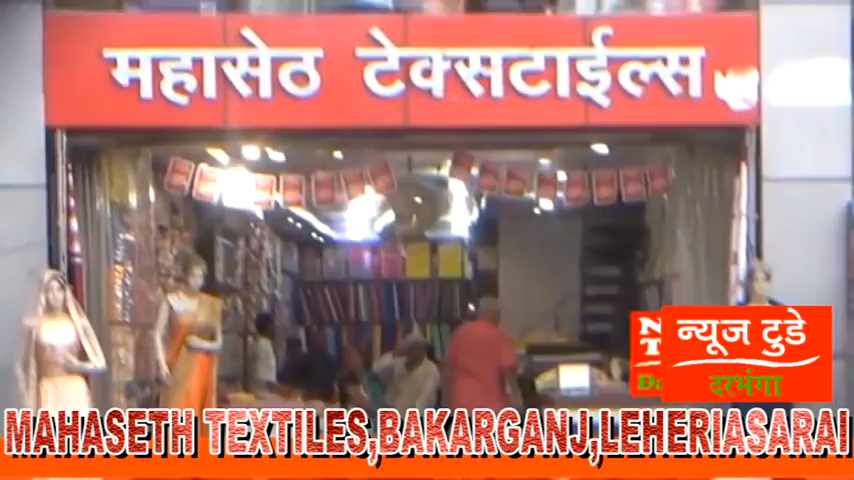 महासेठ टेक्सटाईल्स
न्यूज टुडे
दरभंगा
MAHASETH TEXTILES,BAKARGANJ,LEHERIASARAI